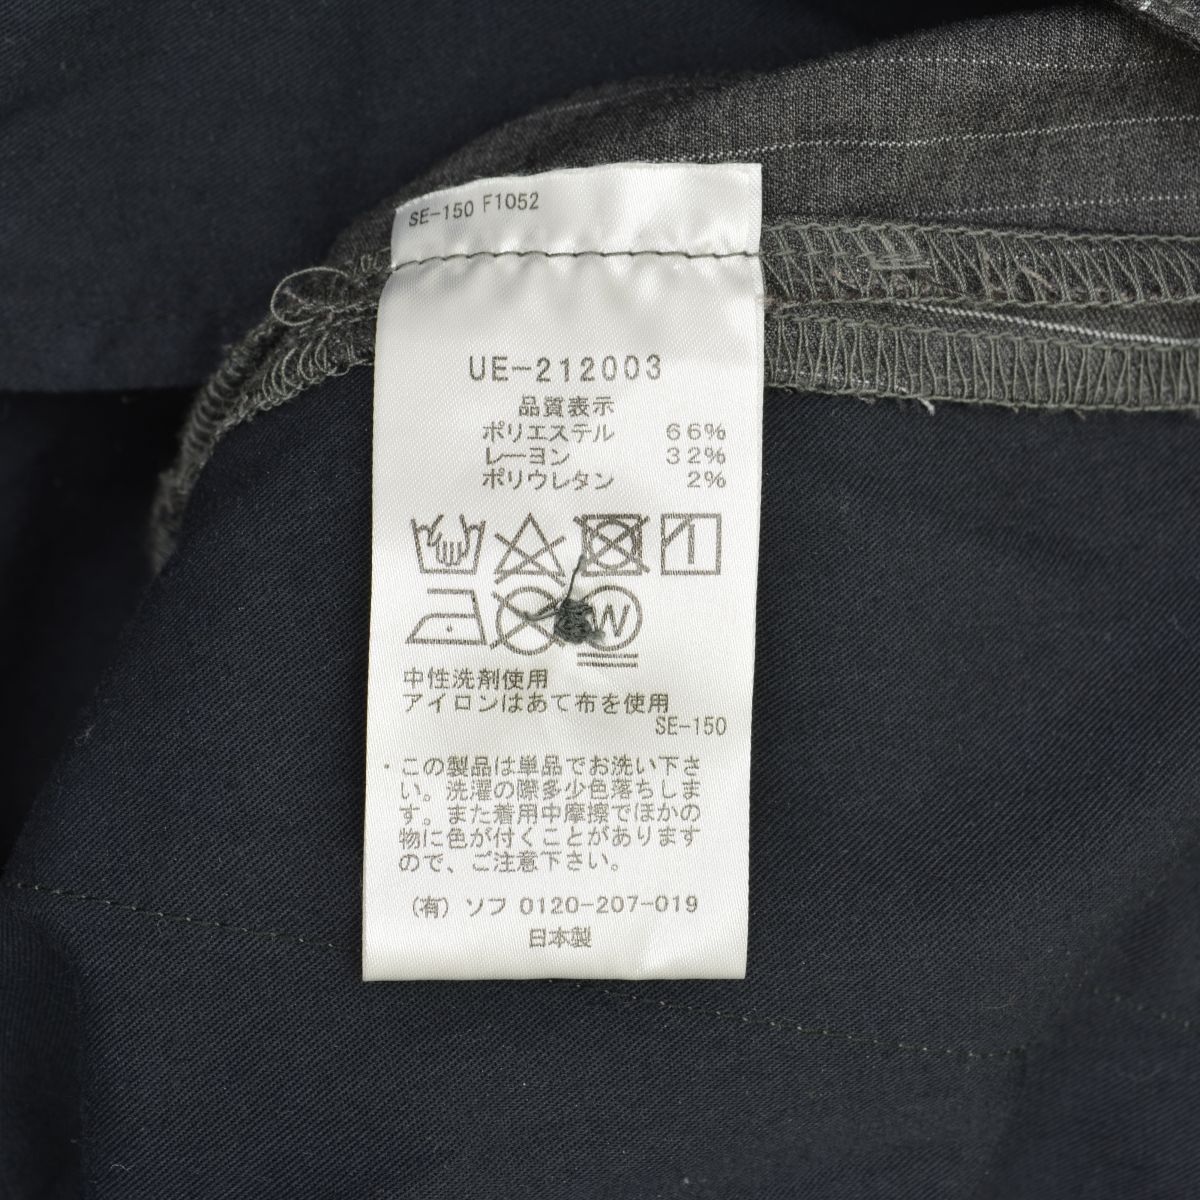 SE-150 F1052
UE-212003
品質表示
ポリエステル 66%
レーヨン 32%
ポリウレタン 2%
W
中性洗剤使用
アイロンはあて布を使用
SE-150
・この製品は単品でお洗い下さ
い。洗濯の際多少色落ちしま
す。また着用中摩擦でほかの
物に色が付くことがあります
ので、ご注意下さい。
(有) ソフ 0120-207-019
日本製